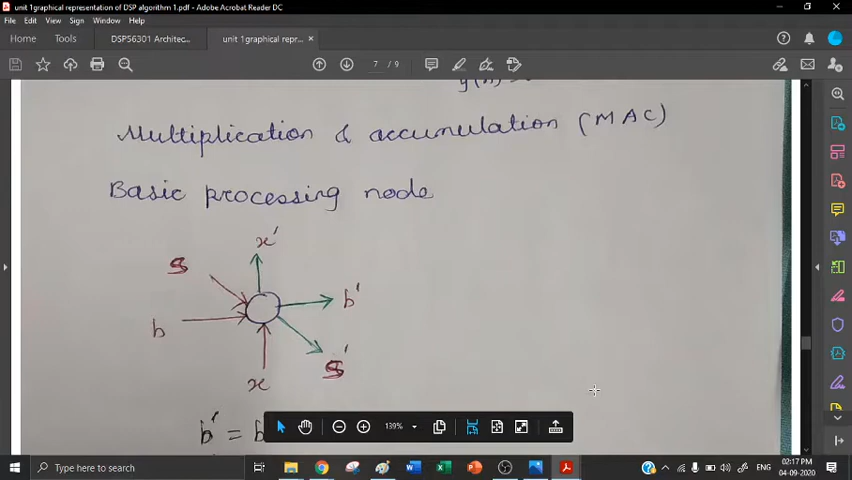 unit 1graphical representation of DSP algorithm 1.pdf - Adobe Acrobat Reader DC
File Edit View Sign Window Help
Home Tools DSP56301 Architec... unit 1graphical repr... ×
7 / 9
y(n)
Multiplication & accumulation (MAC)
Basic processing node
x'
s
b'
b
s'
x
b' = b
139%
Type here to search
ENG
02:17 PM
04-09-2020